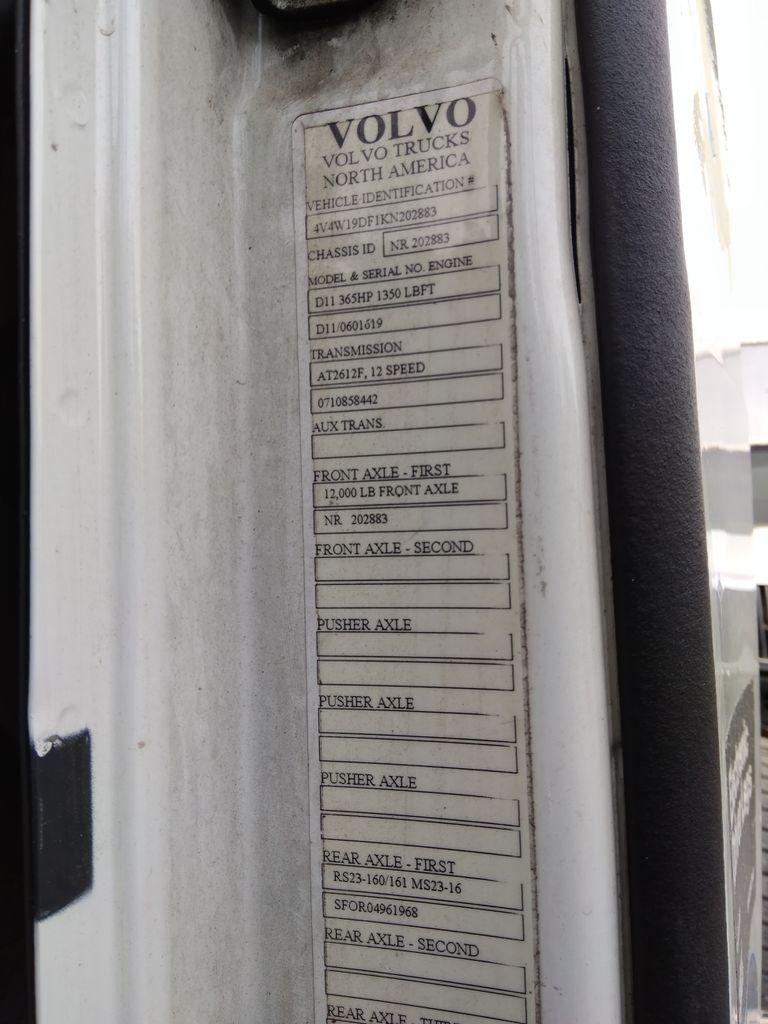 VOLVO
VOLVO TRUCKS
NORTH AMERICA
VEHICLE IDENTIFICATION #
4V4W19DF1KN202883
CHASSIS ID NR 202883
MODEL & SERIAL NO. ENGINE
D11 365HP 1350 LBFT
D11/0601619
TRANSMISSION
AT2612F, 12 SPEED
0710858442
AUX TRANS.
FRONT AXLE - FIRST
12,000 LB FRONT AXLE
NR 202883
FRONT AXLE - SECOND
PUSHER AXLE
PUSHER AXLE
PUSHER AXLE
REAR AXLE - FIRST
RS23-160/161 MS23-16
SFOR04961968
REAR AXLE - SECOND
REAR AXLE - THIRD